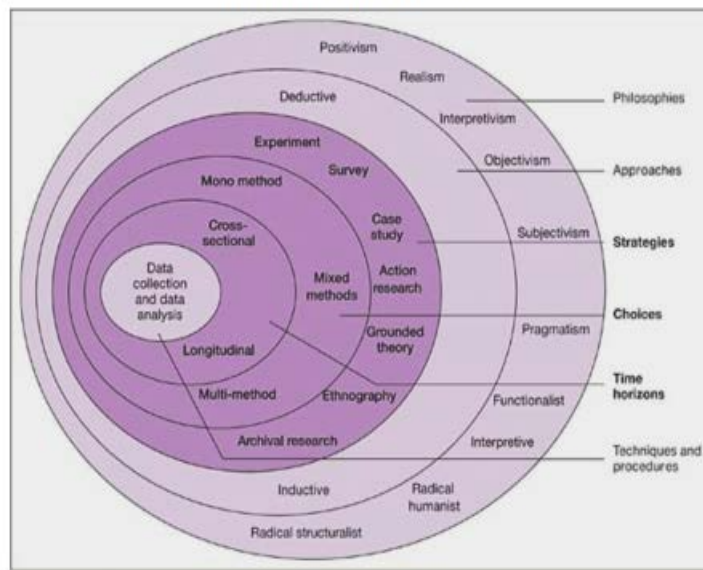 Positivism
Realism
Deductive
Philosophies
Interpretivism
Experiment
Objectivism
Survey
Approaches
Mono method
Case
study
Cross-
sectional
Subjectivism
Strategies
Data
collection
and data
analysis
Mixed
methods
Action
research
Choices
Grounded
theory
Pragmatism
Longitudinal
Time
horizons
Multi-method
Ethnography
Functionalist
Archival research
Interpretive
Techniques and
procedures
Inductive
Radical
humanist
Radical structuralist